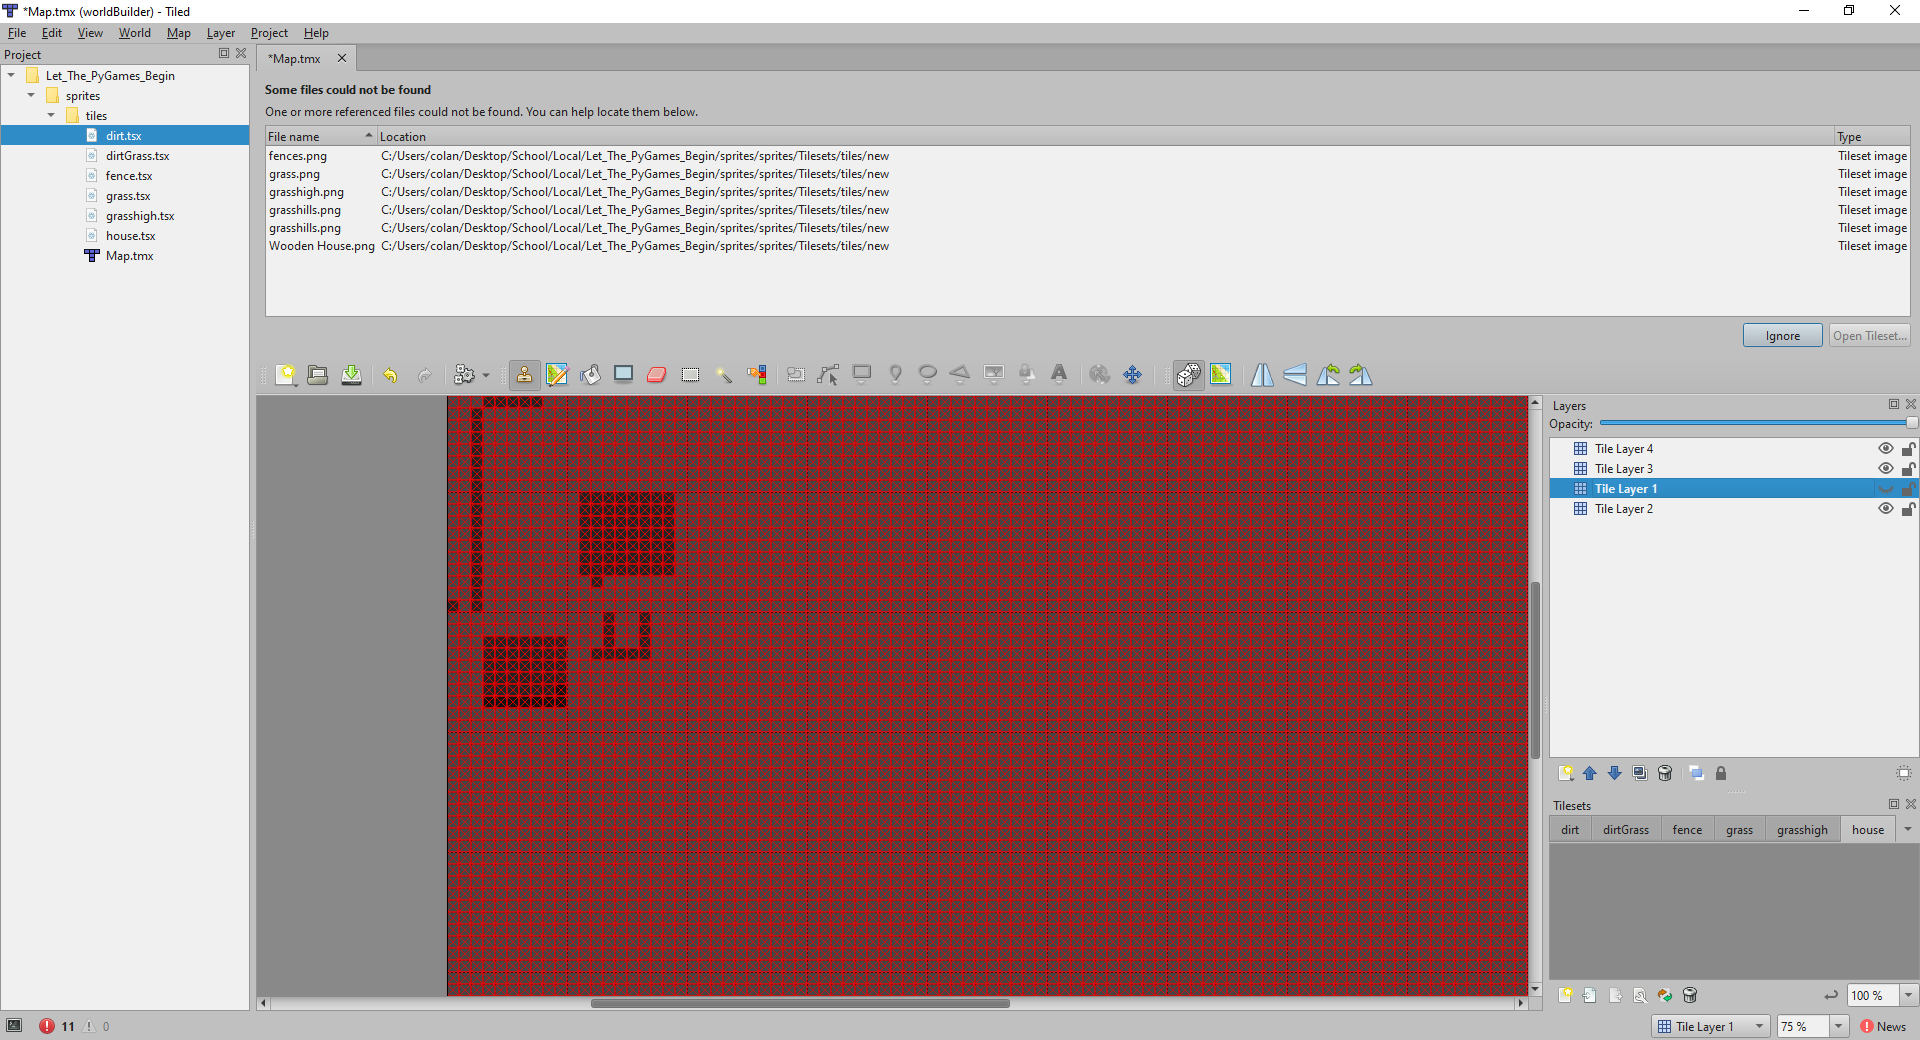 *Map.tmx (worldBuilder) - Tiled
File Edit View World Map Layer Project Help
Project
Let_The_PyGames_Begin
sprites
tiles
dirt.tsx
dirtGrass.tsx
fence.tsx
grass.tsx
grasshigh.tsx
house.tsx
Map.tmx
*Map.tmx
Some files could not be found
One or more referenced files could not be found. You can help locate them below.
File name Location Type
fences.png C:/Users/colan/Desktop/School/Local/Let_The_PyGames_Begin/sprites/sprites/Tilesets/tiles/new Tileset image
grass.png C:/Users/colan/Desktop/School/Local/Let_The_PyGames_Begin/sprites/sprites/Tilesets/tiles/new Tileset image
grasshigh.png C:/Users/colan/Desktop/School/Local/Let_The_PyGames_Begin/sprites/sprites/Tilesets/tiles/new Tileset image
grasshills.png C:/Users/colan/Desktop/School/Local/Let_The_PyGames_Begin/sprites/sprites/Tilesets/tiles/new Tileset image
grasshills.png C:/Users/colan/Desktop/School/Local/Let_The_PyGames_Begin/sprites/sprites/Tilesets/tiles/new Tileset image
Wooden House.png C:/Users/colan/Desktop/School/Local/Let_The_PyGames_Begin/sprites/sprites/Tilesets/tiles/new Tileset image
Ignore Open Tileset...
Layers
Opacity:
Tile Layer 4
Tile Layer 3
Tile Layer 1
Tile Layer 2
Tilesets
dirt dirtGrass fence grass grasshigh house
100 %
11 0
Tile Layer 1 75 % News